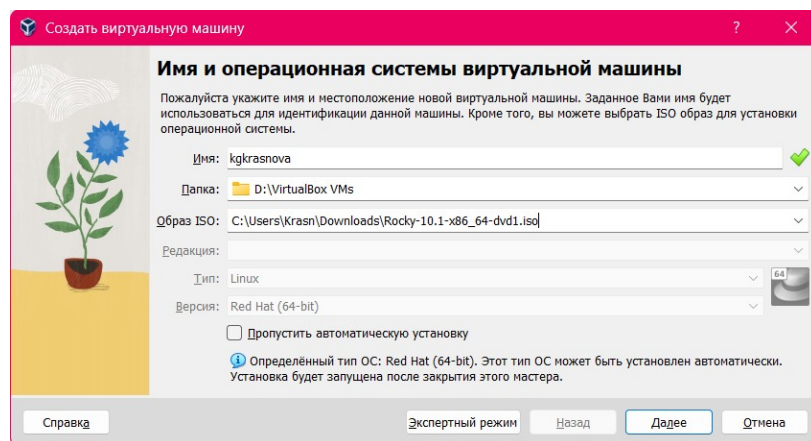 Создать виртуальную машину
?
Имя и операционная системы виртуальной машины
Пожалуйста укажите имя и местоположение новой виртуальной машины. Заданное Вами имя будет
использоваться для идентификации данной машины. Кроме того, вы можете выбрать ISO образ для установки
операционной системы.
Имя: kgkrasnova
Папка: D:\VirtualBox VMs
Образ ISO: C:\Users\Krasn\Downloads\Rocky-10.1-x86_64-dvd1.iso
Редакция:
Тип: Linux
64
Версия: Red Hat (64-bit)
Пропустить автоматическую установку
Определённый тип ОС: Red Hat (64-bit). Этот тип ОС может быть установлен автоматически.
Установка будет запущена после закрытия этого мастера.
Справка Экспертный режим Назад Далее Отмена